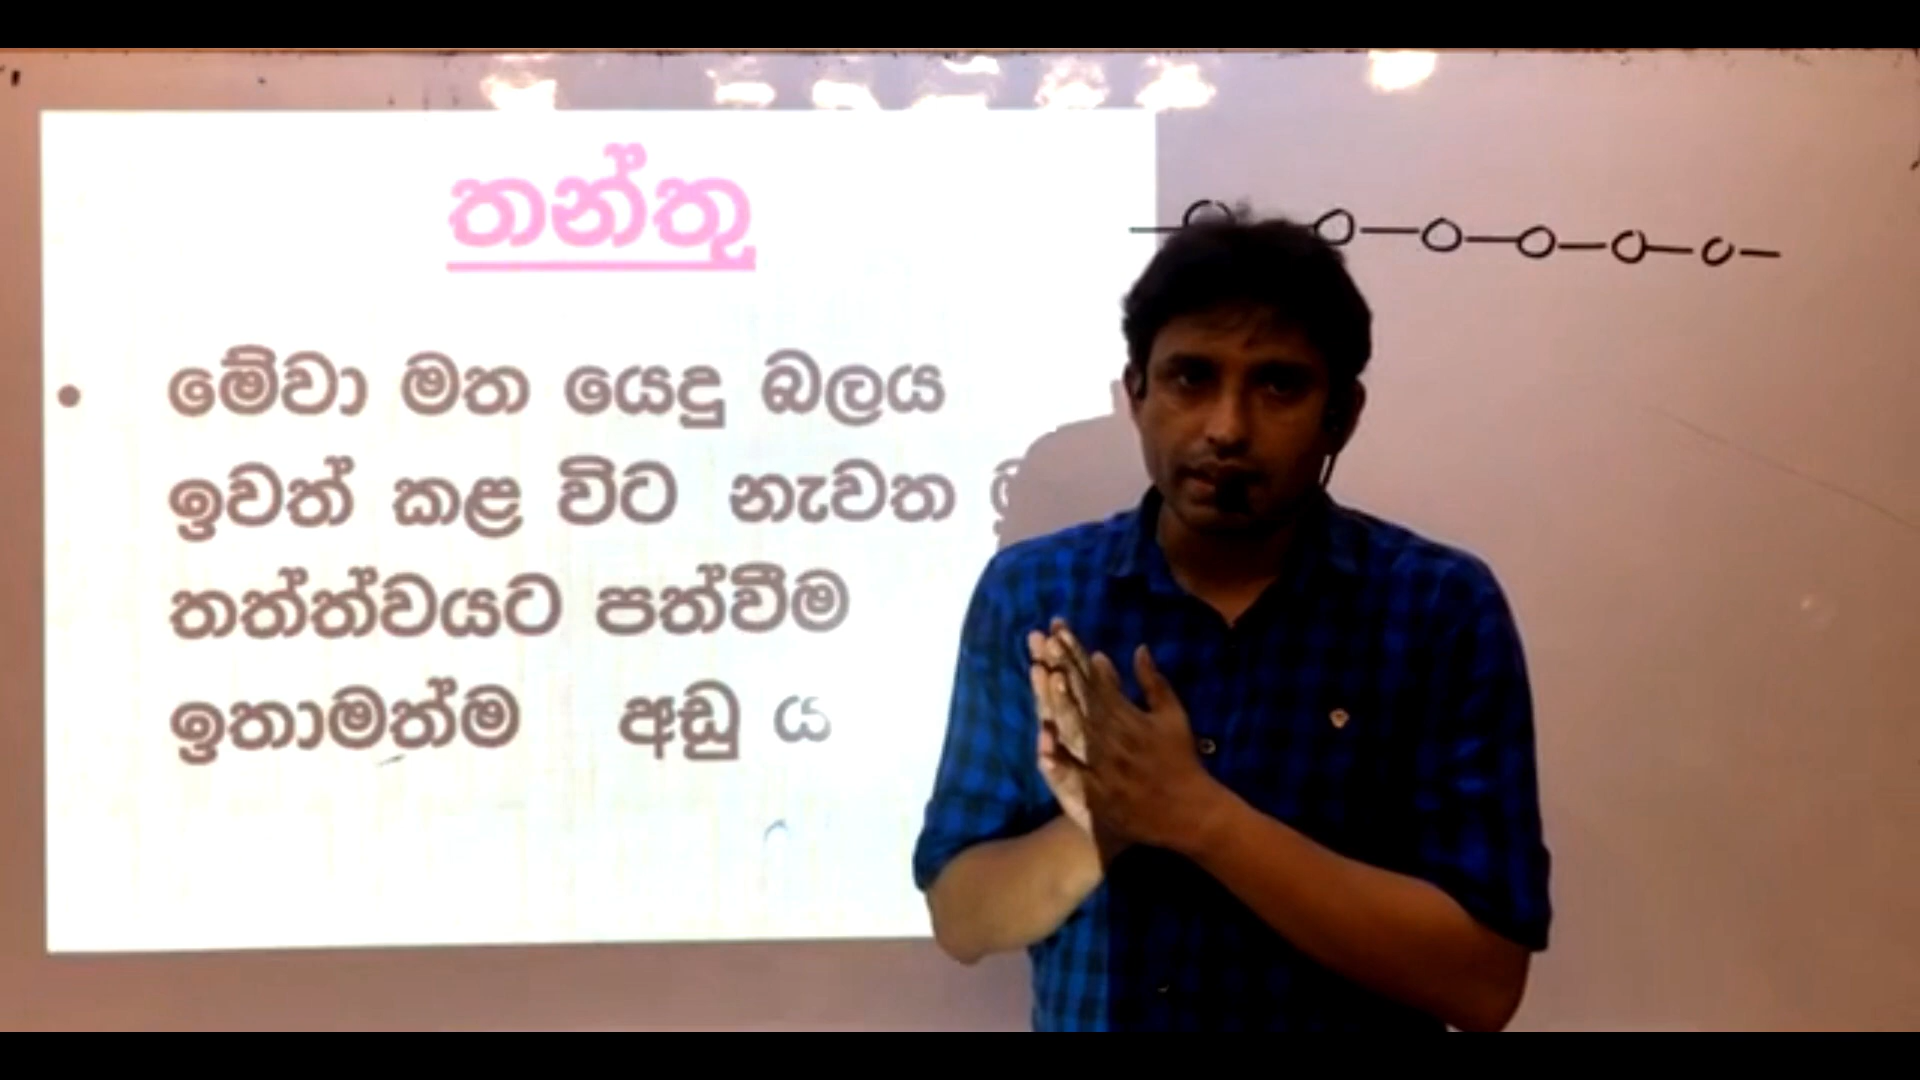 තන්තු
• මේවා මත යෙදු බලය
ඉවත් කළ විට නැවත
තත්ත්වයට පත්වීම
ඉතාමත්ම අඩු ය